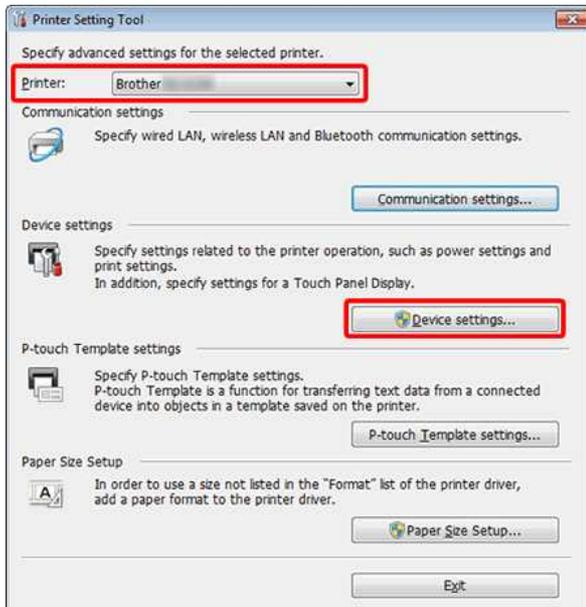 Printer Setting Tool
Specify advanced settings for the selected printer.
Printer: Brother
Communication settings
Specify wired LAN, wireless LAN and Bluetooth communication settings.
Communication settings...
Device settings
Specify settings related to the printer operation, such as power settings and
print settings.
In addition, specify settings for a Touch Panel Display.
Device settings...
P-touch Template settings
Specify P-touch Template settings.
P-touch Template is a function for transferring text data from a connected
device into objects in a template saved on the printer.
P-touch Template settings...
Paper Size Setup
In order to use a size not listed in the "Format" list of the printer driver,
add a paper format to the printer driver.
Paper Size Setup...
Exit